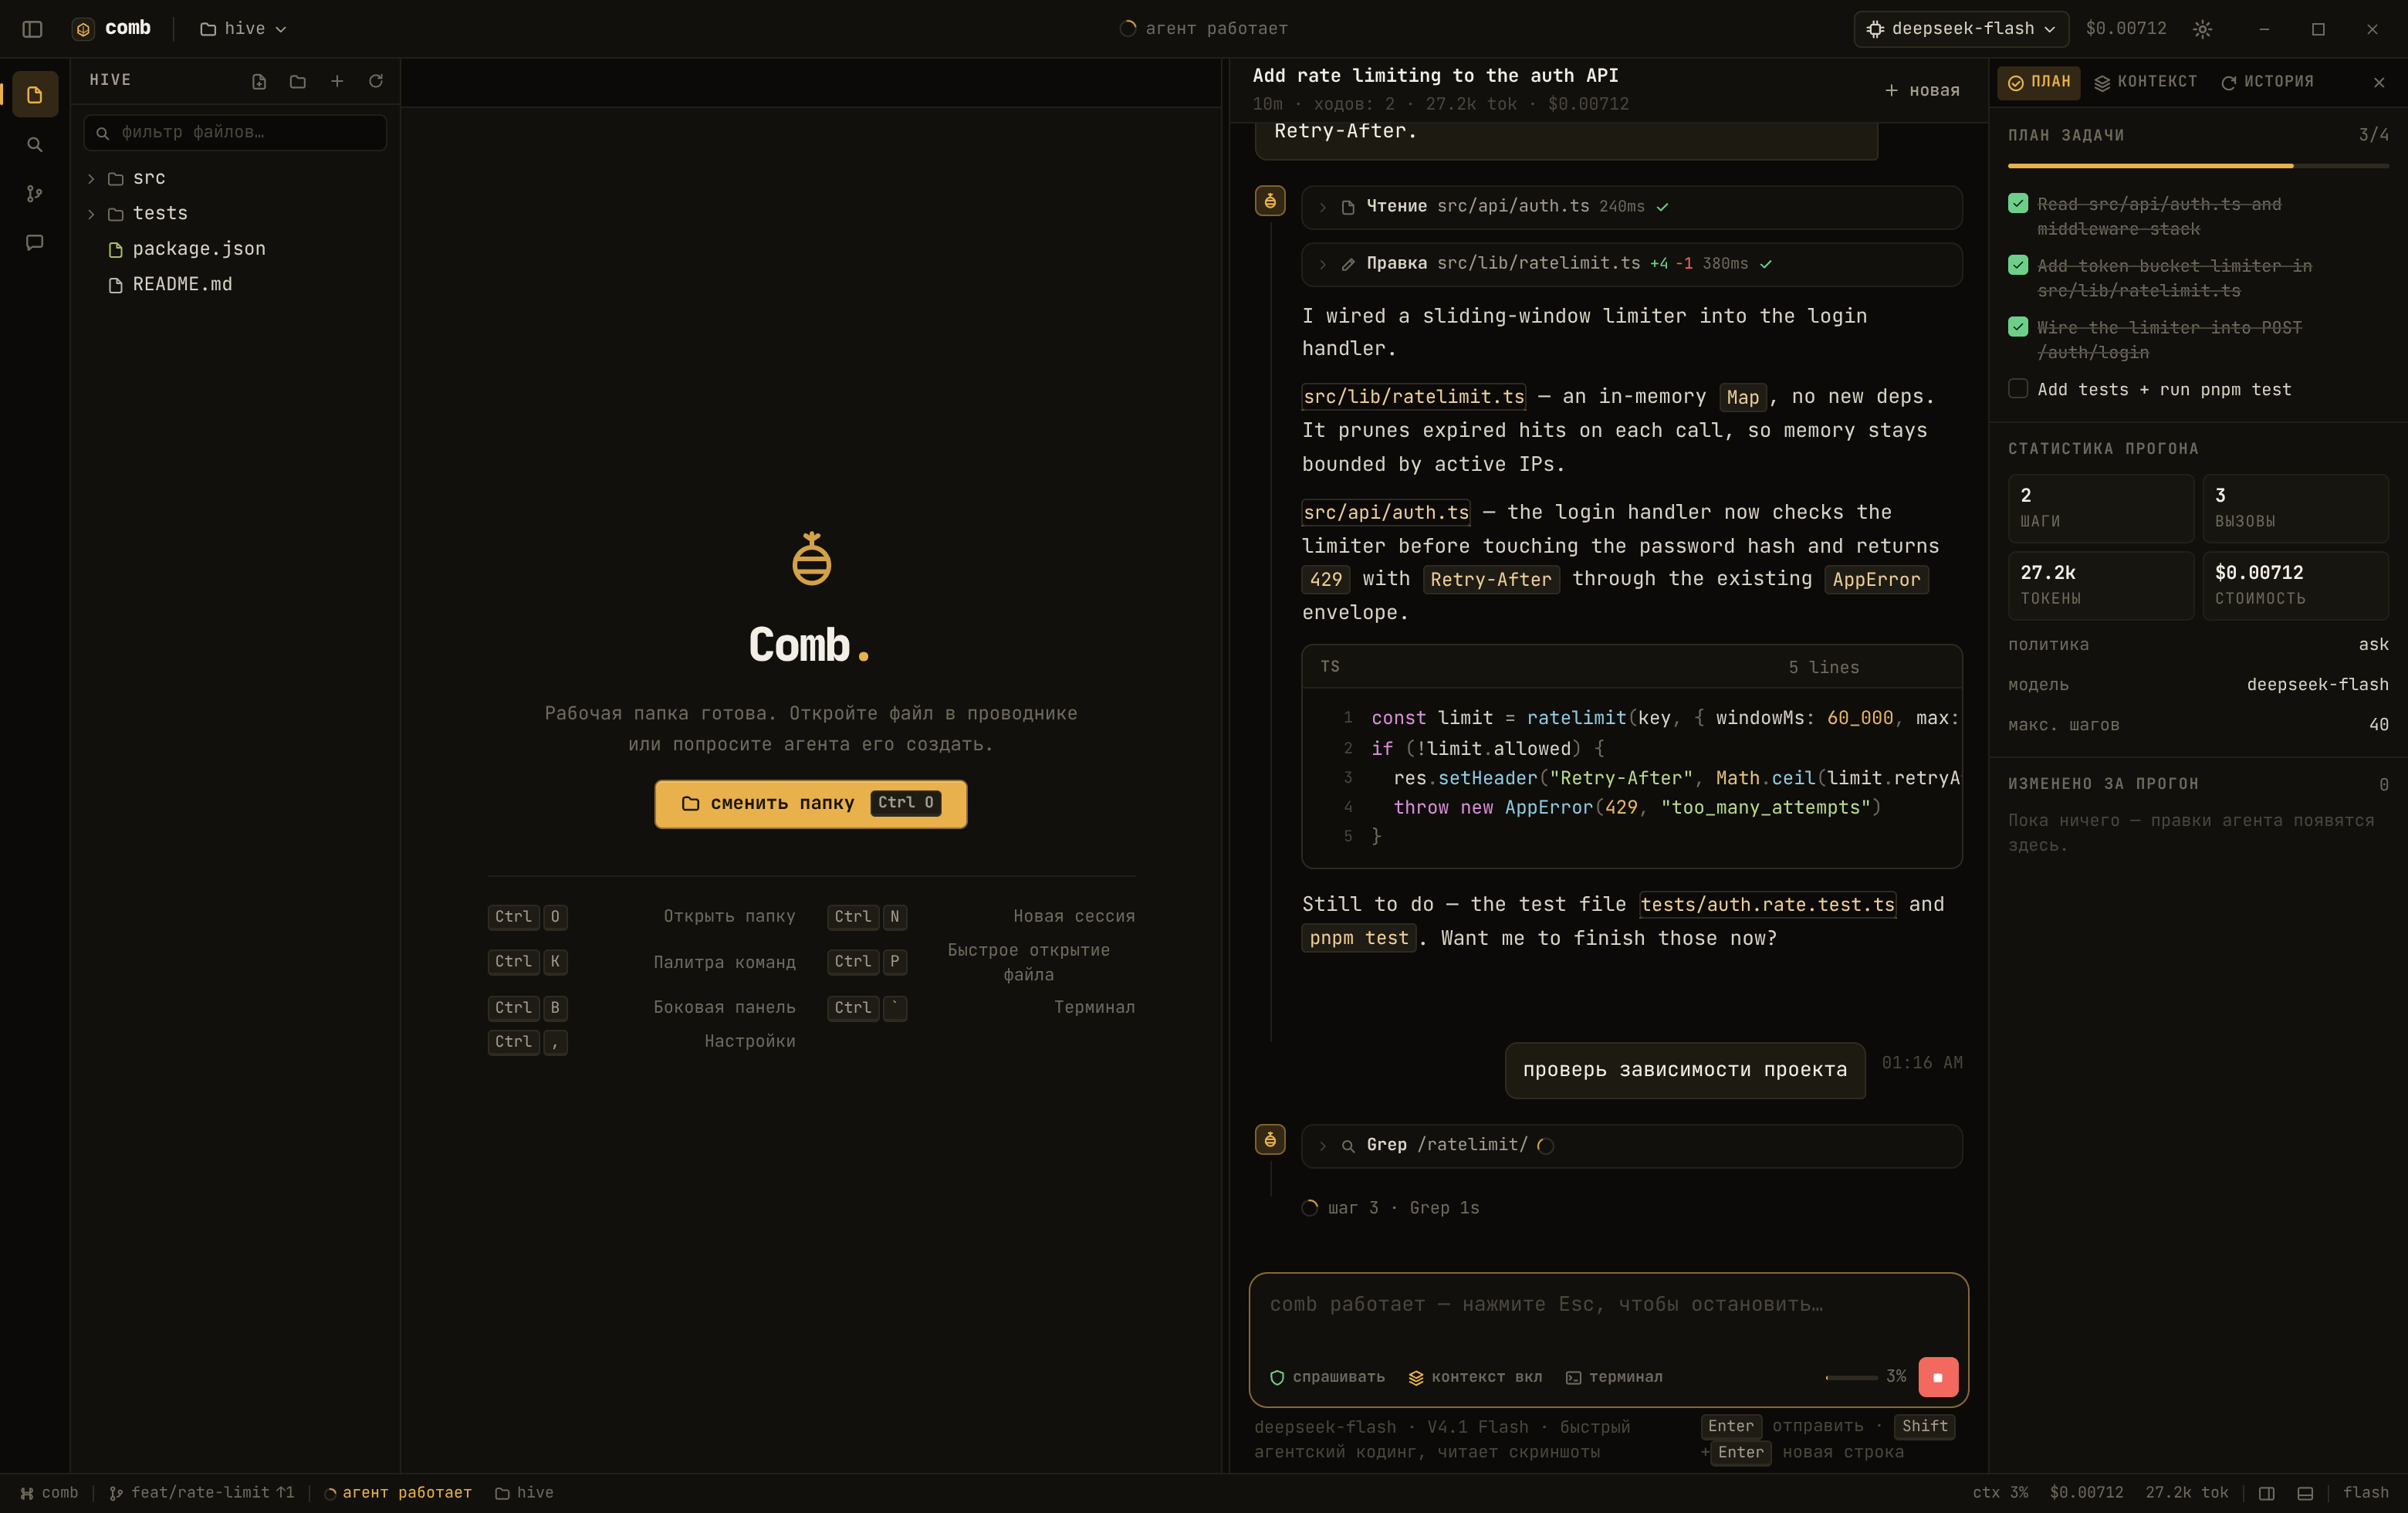 comb
hive
агент работает
deepseek-flash
$0.00712
HIVE
фильтр файлов…
src
tests
package.json
README.md
Comb.
Рабочая папка готова. Откройте файл в проводнике
или попросите агента его создать.
сменить папку Ctrl O
Ctrl O Открыть папку Ctrl N Новая сессия
Ctrl K Палитра команд Ctrl P Быстрое открытие
файла
Ctrl B Боковая панель Ctrl ` Терминал
Ctrl , Настройки
Add rate limiting to the auth API
10m · ходов: 2 · 27.2k tok · $0.00712
+ новая
Retry-After.
Чтение src/api/auth.ts 240ms
Правка src/lib/ratelimit.ts +4 -1 380ms
I wired a sliding-window limiter into the login
handler.
src/lib/ratelimit.ts — an in-memory Map, no new deps.
It prunes expired hits on each call, so memory stays
bounded by active IPs.
src/api/auth.ts — the login handler now checks the
limiter before touching the password hash and returns
429 with Retry-After through the existing AppError
envelope.
TS 5 lines
1 const limit = ratelimit(key, { windowMs: 60_000, max:
2 if (!limit.allowed) {
3 res.setHeader("Retry-After", Math.ceil(limit.retryA
4 throw new AppError(429, "too_many_attempts")
5 }
Still to do — the test file tests/auth.rate.test.ts and
pnpm test. Want me to finish those now?
проверь зависимости проекта
01:16 AM
Grep /ratelimit/
шаг 3 · Grep 1s
comb работает — нажмите Esc, чтобы остановить…
спрашивать контекст вкл терминал 3%
deepseek-flash · V4.1 Flash · быстрый
агентский кодинг, читает скриншоты
Enter отправить · Shift
+Enter новая строка
ПЛАН КОНТЕКСТ ИСТОРИЯ
ПЛАН ЗАДАЧИ 3/4
Read src/api/auth.ts and
middleware stack
Add token bucket limiter in
src/lib/ratelimit.ts
Wire the limiter into POST
/auth/login
Add tests + run pnpm test
СТАТИСТИКА ПРОГОНА
2
ШАГИ
3
ВЫЗОВЫ
27.2k
ТОКЕНЫ
$0.00712
СТОИМОСТЬ
политика ask
модель deepseek-flash
макс. шагов 40
ИЗМЕНЕНО ЗА ПРОГОН 0
Пока ничего — правки агента появятся
здесь.
comb feat/rate-limit ↑1 агент работает hive
ctx 3% $0.00712 27.2k tok flash